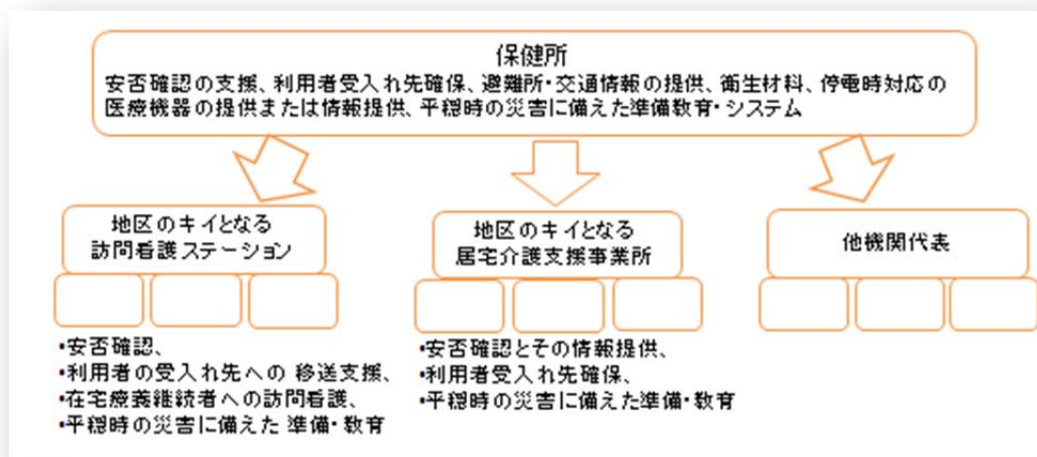 保健所
安否確認の支援、利用者受入れ先確保、避難所・交通情報の提供、衛生材料、停電時対応の
医療機器の提供または情報提供、平穏時の災害に備えた準備教育・システム
地区のキイとなる
訪問看護ステーション
地区のキイとなる
居宅介護支援事業所
他機関代表
・安否確認、
・利用者の受入れ先への 移送支援、
・在宅療養継続者への訪問看護、
・平穏時の災害に備えた 準備・教育
・安否確認とその情報提供、
・利用者受入れ先確保、
・平穏時の災害に備えた準備・教育